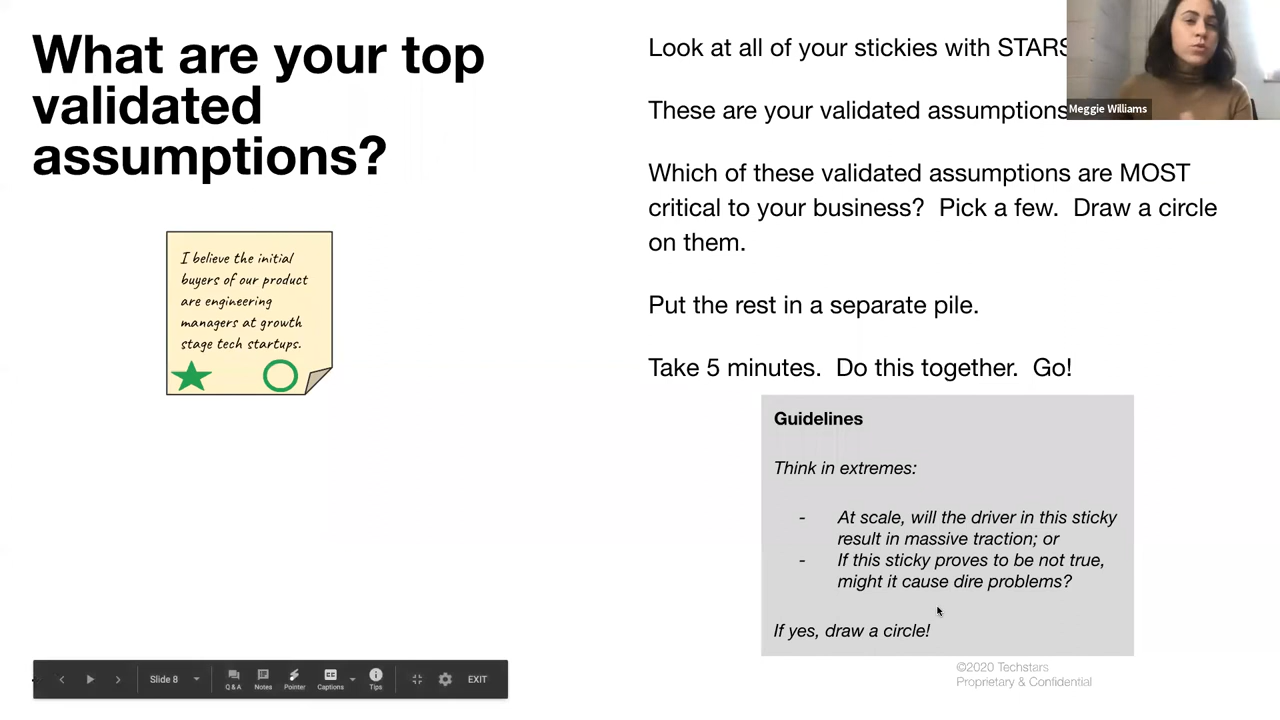 What are your top
validated
assumptions?
I believe the initial
buyers of our product
are engineering
managers at growth
stage tech startups.
Look at all of your stickies with STARS
These are your validated assumptions
Which of these validated assumptions are MOST
critical to your business?  Pick a few.  Draw a circle
on them.
Put the rest in a separate pile.
Take 5 minutes.  Do this together.  Go!
Guidelines
Think in extremes:
- At scale, will the driver in this sticky
result in massive traction; or
- If this sticky proves to be not true,
might it cause dire problems?
If yes, draw a circle!
Meggie Williams
Slide 8
Q & A
Notes
Pointer
Captions
Tips
EXIT
©2020 Techstars
Proprietary & Confidential